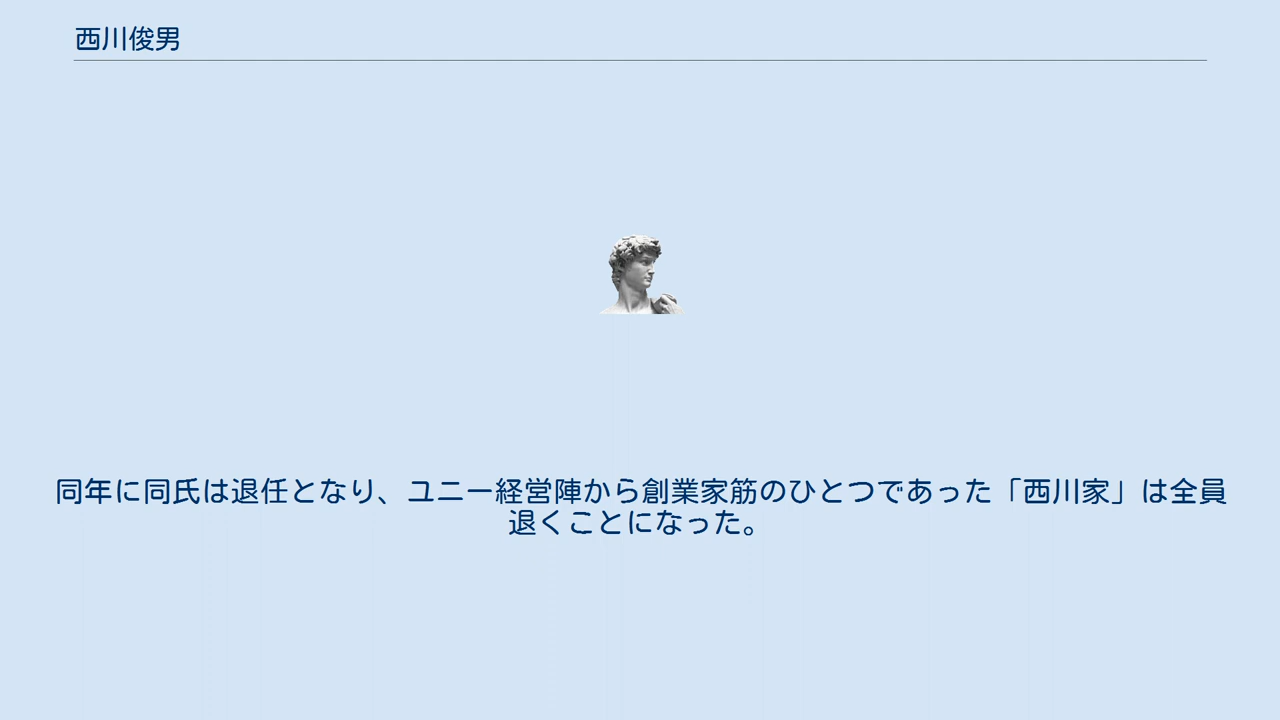 西川俊男
同年に同氏は退任となり、ユニー経営陣から創業家筋のひとつであった「西川家」は全員
退くことになった。